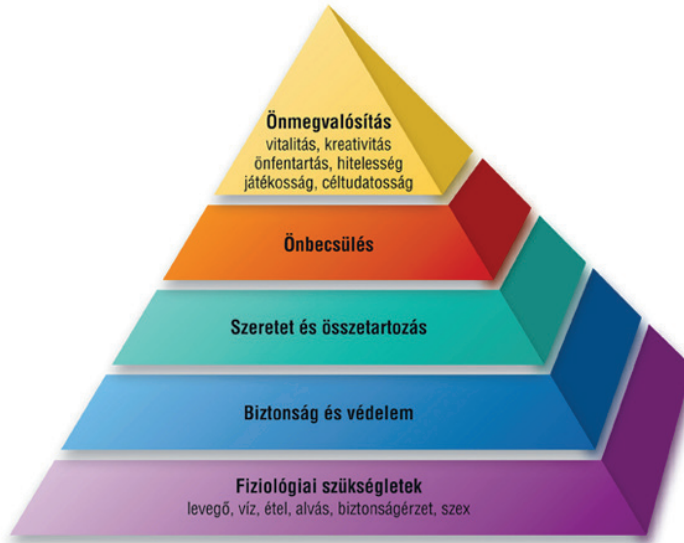 Önmegvalósítás
vitalitás, kreativitás
önfentartás, hitelesség
játékosság, céltudatosság
Önbecsülés
Szeretet és összetartozás
Biztonság és védelem
Fiziológiai szükségletek
levegő, víz, étel, alvás, biztonságérzet, szex